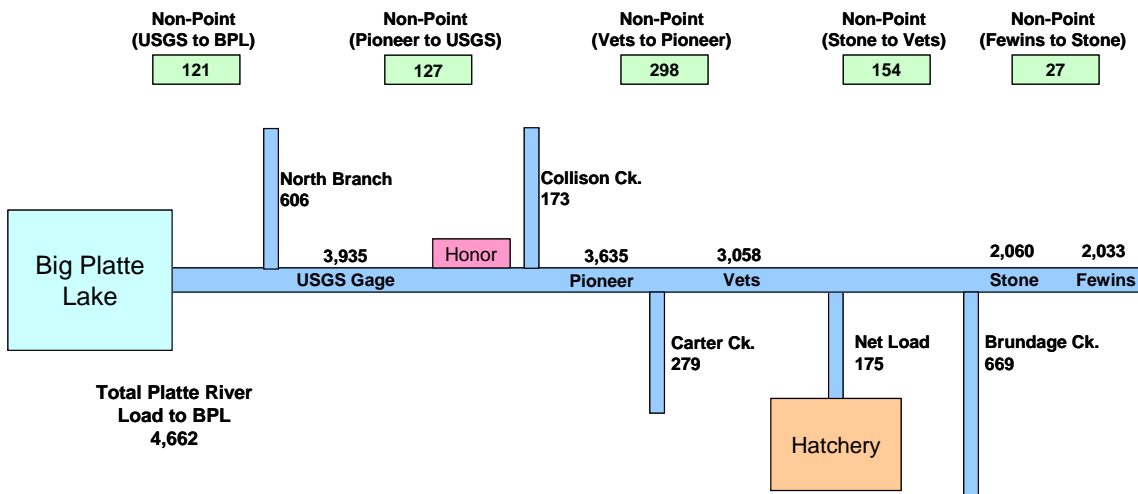 Non-Point
(USGS to BPL)
121
Non-Point
(Pioneer to USGS)
127
Non-Point
(Vets to Pioneer)
298
Non-Point
(Stone to Vets)
154
Non-Point
(Fewins to Stone)
27
North Branch
606
Collison Ck.
173
Big Platte
Lake
3,935
Honor
3,635
3,058
2,060
2,033
USGS Gage
Pioneer
Vets
Stone
Fewins
Carter Ck.
279
Net Load
175
Brundage Ck.
669
Total Platte River
Load to BPL
4,662
Hatchery